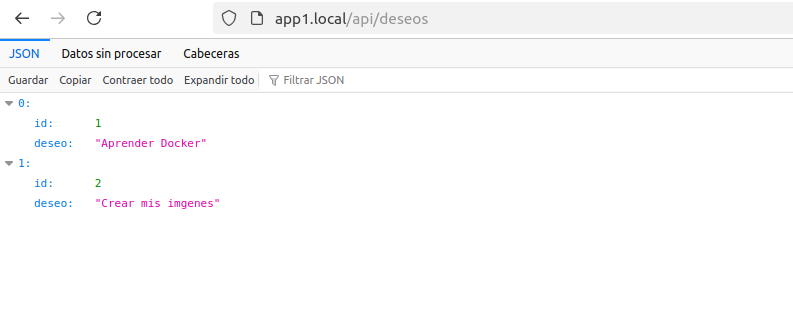 app1.local/api/deseos
JSON Datos sin procesar Cabeceras
Guardar Copiar Contraer todo Expandir todo Filtrar JSON
0:
id: 1
deseo: "Aprender Docker"
1:
id: 2
deseo: "Crear mis imgenes"